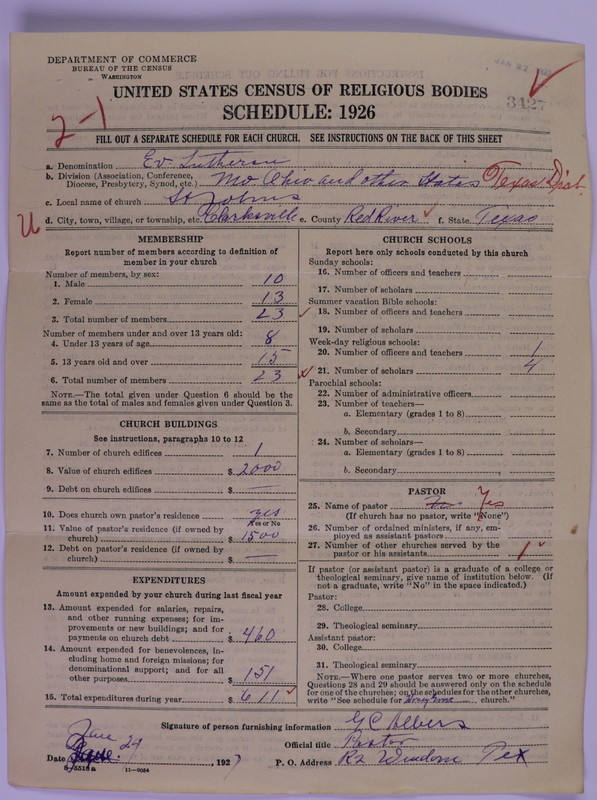 DEPARTMENT OF COMMERCE
BUREAU OF THE CENSUS
WASHINGTON
UNITED STATES CENSUS OF RELIGIOUS BODIES
SCHEDULE: 1926
3427
2-1
FILL OUT A SEPARATE SCHEDULE FOR EACH CHURCH. SEE INSTRUCTIONS ON THE BACK OF THIS SHEET
a. Denomination Ev. Lutheran
b. Division (Association, Conference, Diocese, Presbytery, Synod, etc.) Mo Ohio and other States Texas Dist.
c. Local name of church St Johns
U d. City, town, village, or township, etc. Clarksville e. County Red River f. State Texas
MEMBERSHIP
Report number of members according to definition of member in your church
Number of members, by sex:
1. Male 10
2. Female 13
3. Total number of members 23
Number of members under and over 13 years old:
4. Under 13 years of age 8
5. 13 years old and over 15
6. Total number of members 23
NOTE.—The total given under Question 6 should be the same as the total of males and females given under Question 3.
CHURCH BUILDINGS
See instructions, paragraphs 10 to 12
7. Number of church edifices 1
8. Value of church edifices $ 2000
9. Debt on church edifices $ —
10. Does church own pastor's residence yes
Yes or No
11. Value of pastor's residence (if owned by church) $ 1500
12. Debt on pastor's residence (if owned by church) $ —
EXPENDITURES
Amount expended by your church during last fiscal year
13. Amount expended for salaries, repairs, and other running expenses; for improvements or new buildings; and for payments on church debt $ 460
14. Amount expended for benevolences, including home and foreign missions; for denominational support; and for all other purposes $ 151
15. Total expenditures during year $ 611
CHURCH SCHOOLS
Report here only schools conducted by this church
Sunday schools:
16. Number of officers and teachers
17. Number of scholars
Summer vacation Bible schools:
18. Number of officers and teachers
19. Number of scholars
Week-day religious schools:
20. Number of officers and teachers 1
21. Number of scholars 4
Parochial schools:
22. Number of administrative officers
23. Number of teachers—
a. Elementary (grades 1 to 8)
b. Secondary
24. Number of scholars—
a. Elementary (grades 1 to 8)
b. Secondary
PASTOR
25. Name of pastor Yes
(If church has no pastor, write "None")
26. Number of ordained ministers, if any, employed as assistant pastors
27. Number of other churches served by the pastor or his assistants 1
If pastor (or assistant pastor) is a graduate of a college or theological seminary, give name of institution below. (If not a graduate, write "No" in the space indicated.)
Pastor:
28. College
29. Theological seminary
Assistant pastor:
30. College
31. Theological seminary
NOTE.—Where one pastor serves two or more churches, Questions 28 and 29 should be answered only on the schedule for one of the churches; on the schedules for the other churches, write "See schedule for Honey Grove church."
Signature of person furnishing information G C Albers
Official title Pastor
Date June 24, 1927 P. O. Address R2 Windom Tex
8-5518a 11-9084